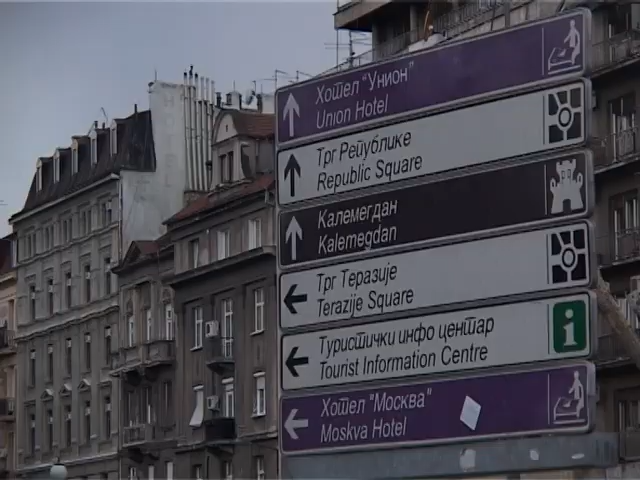 Хотел "Унион"
Union Hotel
Трг Републике
Republic Square
Калемегдан
Kalemegdan
Трг Теразије
Terazije Square
Туристички инфо центар
Tourist Information Centre
i
Хотел "Москва"
Moskva Hotel